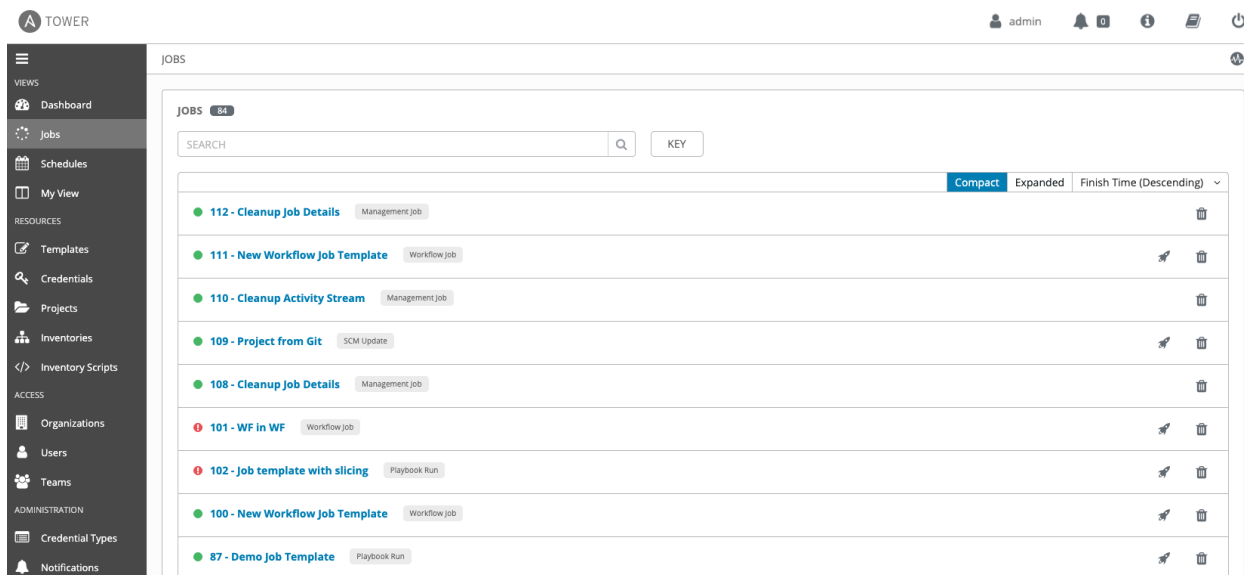 A TOWER
admin 0
JOBS
VIEWS
Dashboard
Jobs
Schedules
My View
RESOURCES
Templates
Credentials
Projects
Inventories
Inventory Scripts
ACCESS
Organizations
Users
Teams
ADMINISTRATION
Credential Types
Notifications
JOBS 84
SEARCH
KEY
Compact Expanded Finish Time (Descending)
112 - Cleanup Job Details Management Job
111 - New Workflow Job Template Workflow Job
110 - Cleanup Activity Stream Management Job
109 - Project from Git SCM Update
108 - Cleanup Job Details Management Job
101 - WF in WF Workflow Job
102 - Job template with slicing Playbook Run
100 - New Workflow Job Template Workflow Job
87 - Demo Job Template Playbook Run